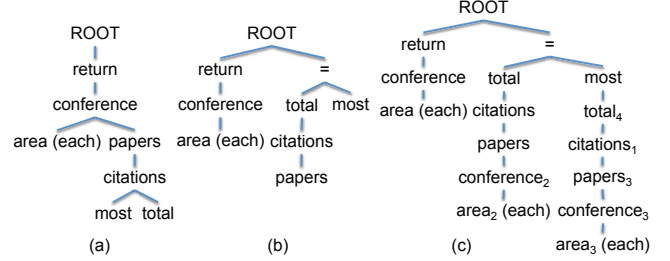 ROOT
return
conference
area (each) papers
citations
most total
(a)
ROOT
return =
conference total most
area (each) citations
papers
(b)
ROOT
return =
conference total most
area (each) citations total₄
papers citations₁
conference₂ papers₃
area₂ (each) conference₃
area₃ (each)
(c)